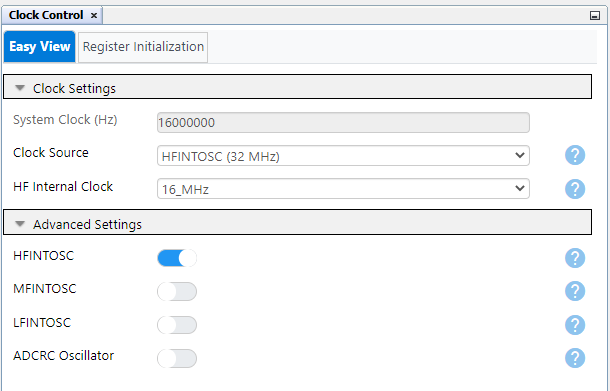 Clock Control ×
Easy View Register Initialization
Clock Settings
System Clock (Hz) 16000000
Clock Source HFINTOSC (32 MHz) ?
HF Internal Clock 16_MHz ?
Advanced Settings
HFINTOSC ?
MFINTOSC ?
LFINTOSC ?
ADCRC Oscillator ?